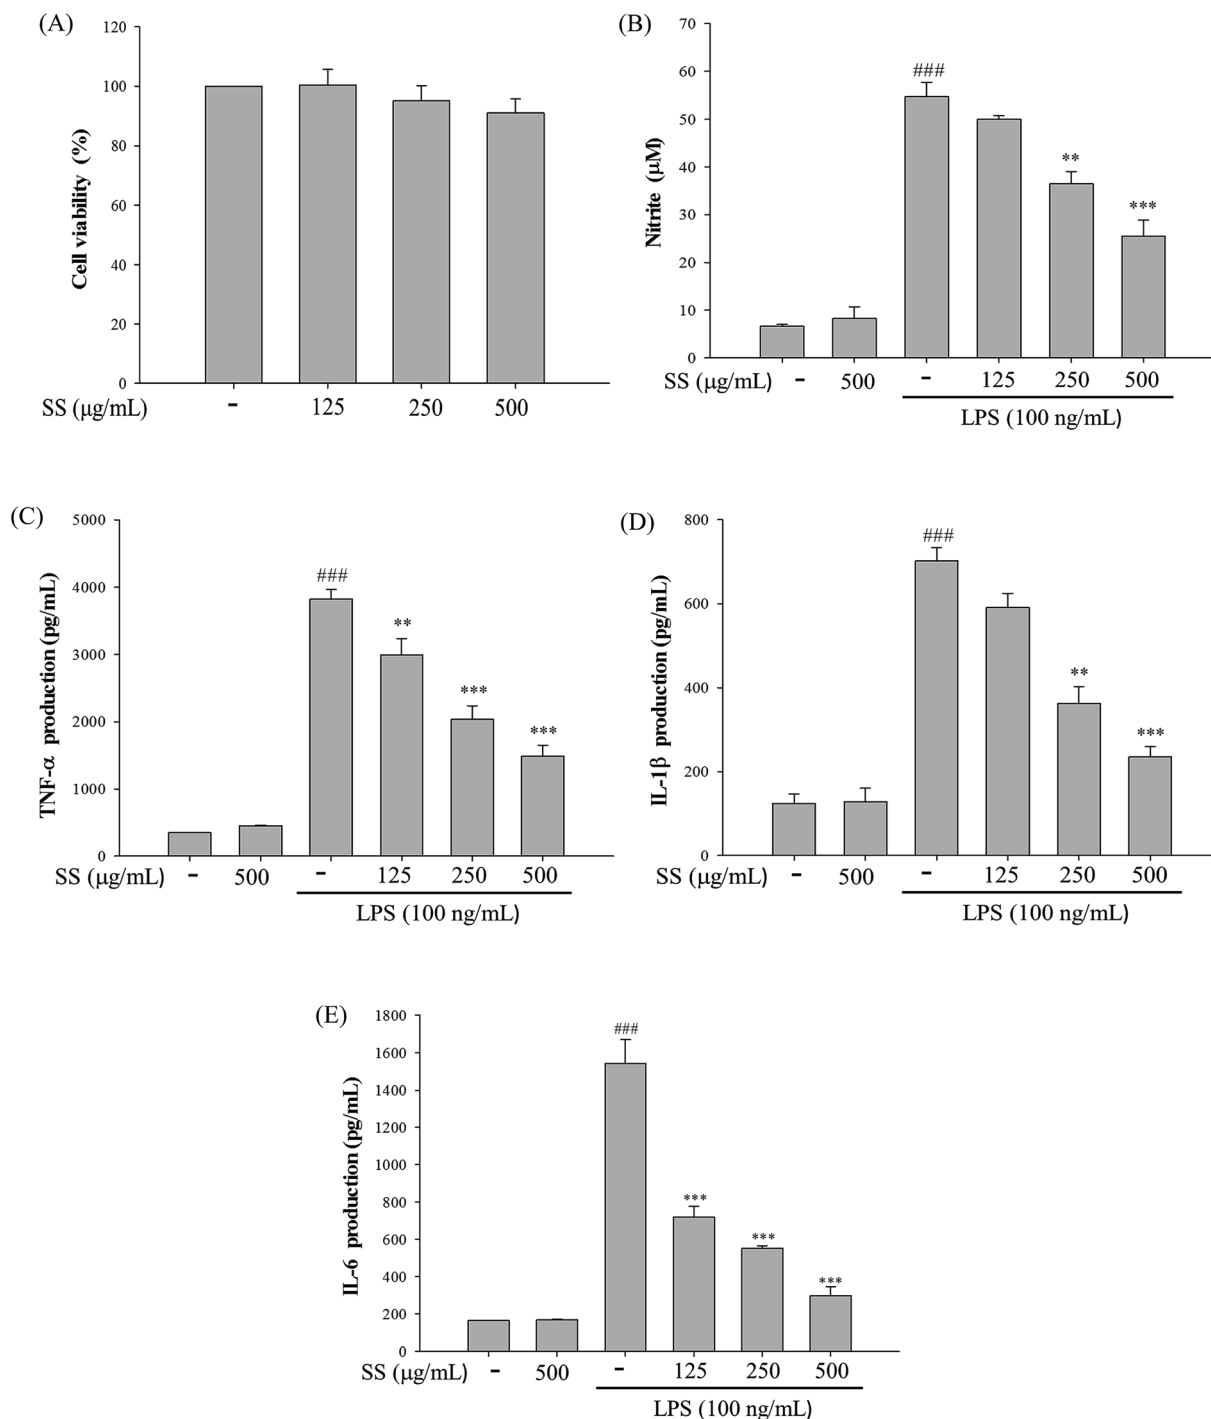 (A)
Cell viability (%)
120
100
80
60
40
20
0
SS (μg/mL) - 125 250 500
(B)
Nitrite (μM)
70
60
50
40
30
20
10
0
###
**
***
SS (μg/mL) - 500 - 125 250 500
LPS (100 ng/mL)
(C)
TNF-α production (pg/mL)
5000
4000
3000
2000
1000
0
###
**
***
***
SS (μg/mL) - 500 - 125 250 500
LPS (100 ng/mL)
(D)
IL-1β production (pg/mL)
800
600
400
200
0
###
**
***
SS (μg/mL) - 500 - 125 250 500
LPS (100 ng/mL)
(E)
IL-6 production (pg/mL)
1800
1600
1400
1200
1000
800
600
400
200
0
###
***
***
***
SS (μg/mL) - 500 - 125 250 500
LPS (100 ng/mL)